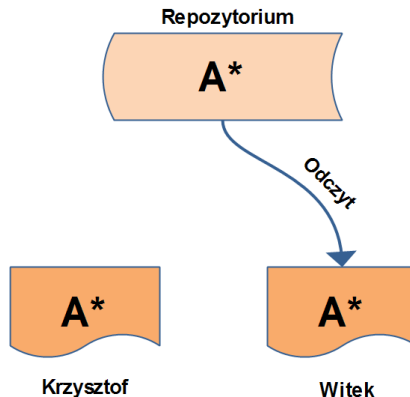 Repozytorium
A*
Odczyt
A*
A*
Krzysztof
Witek